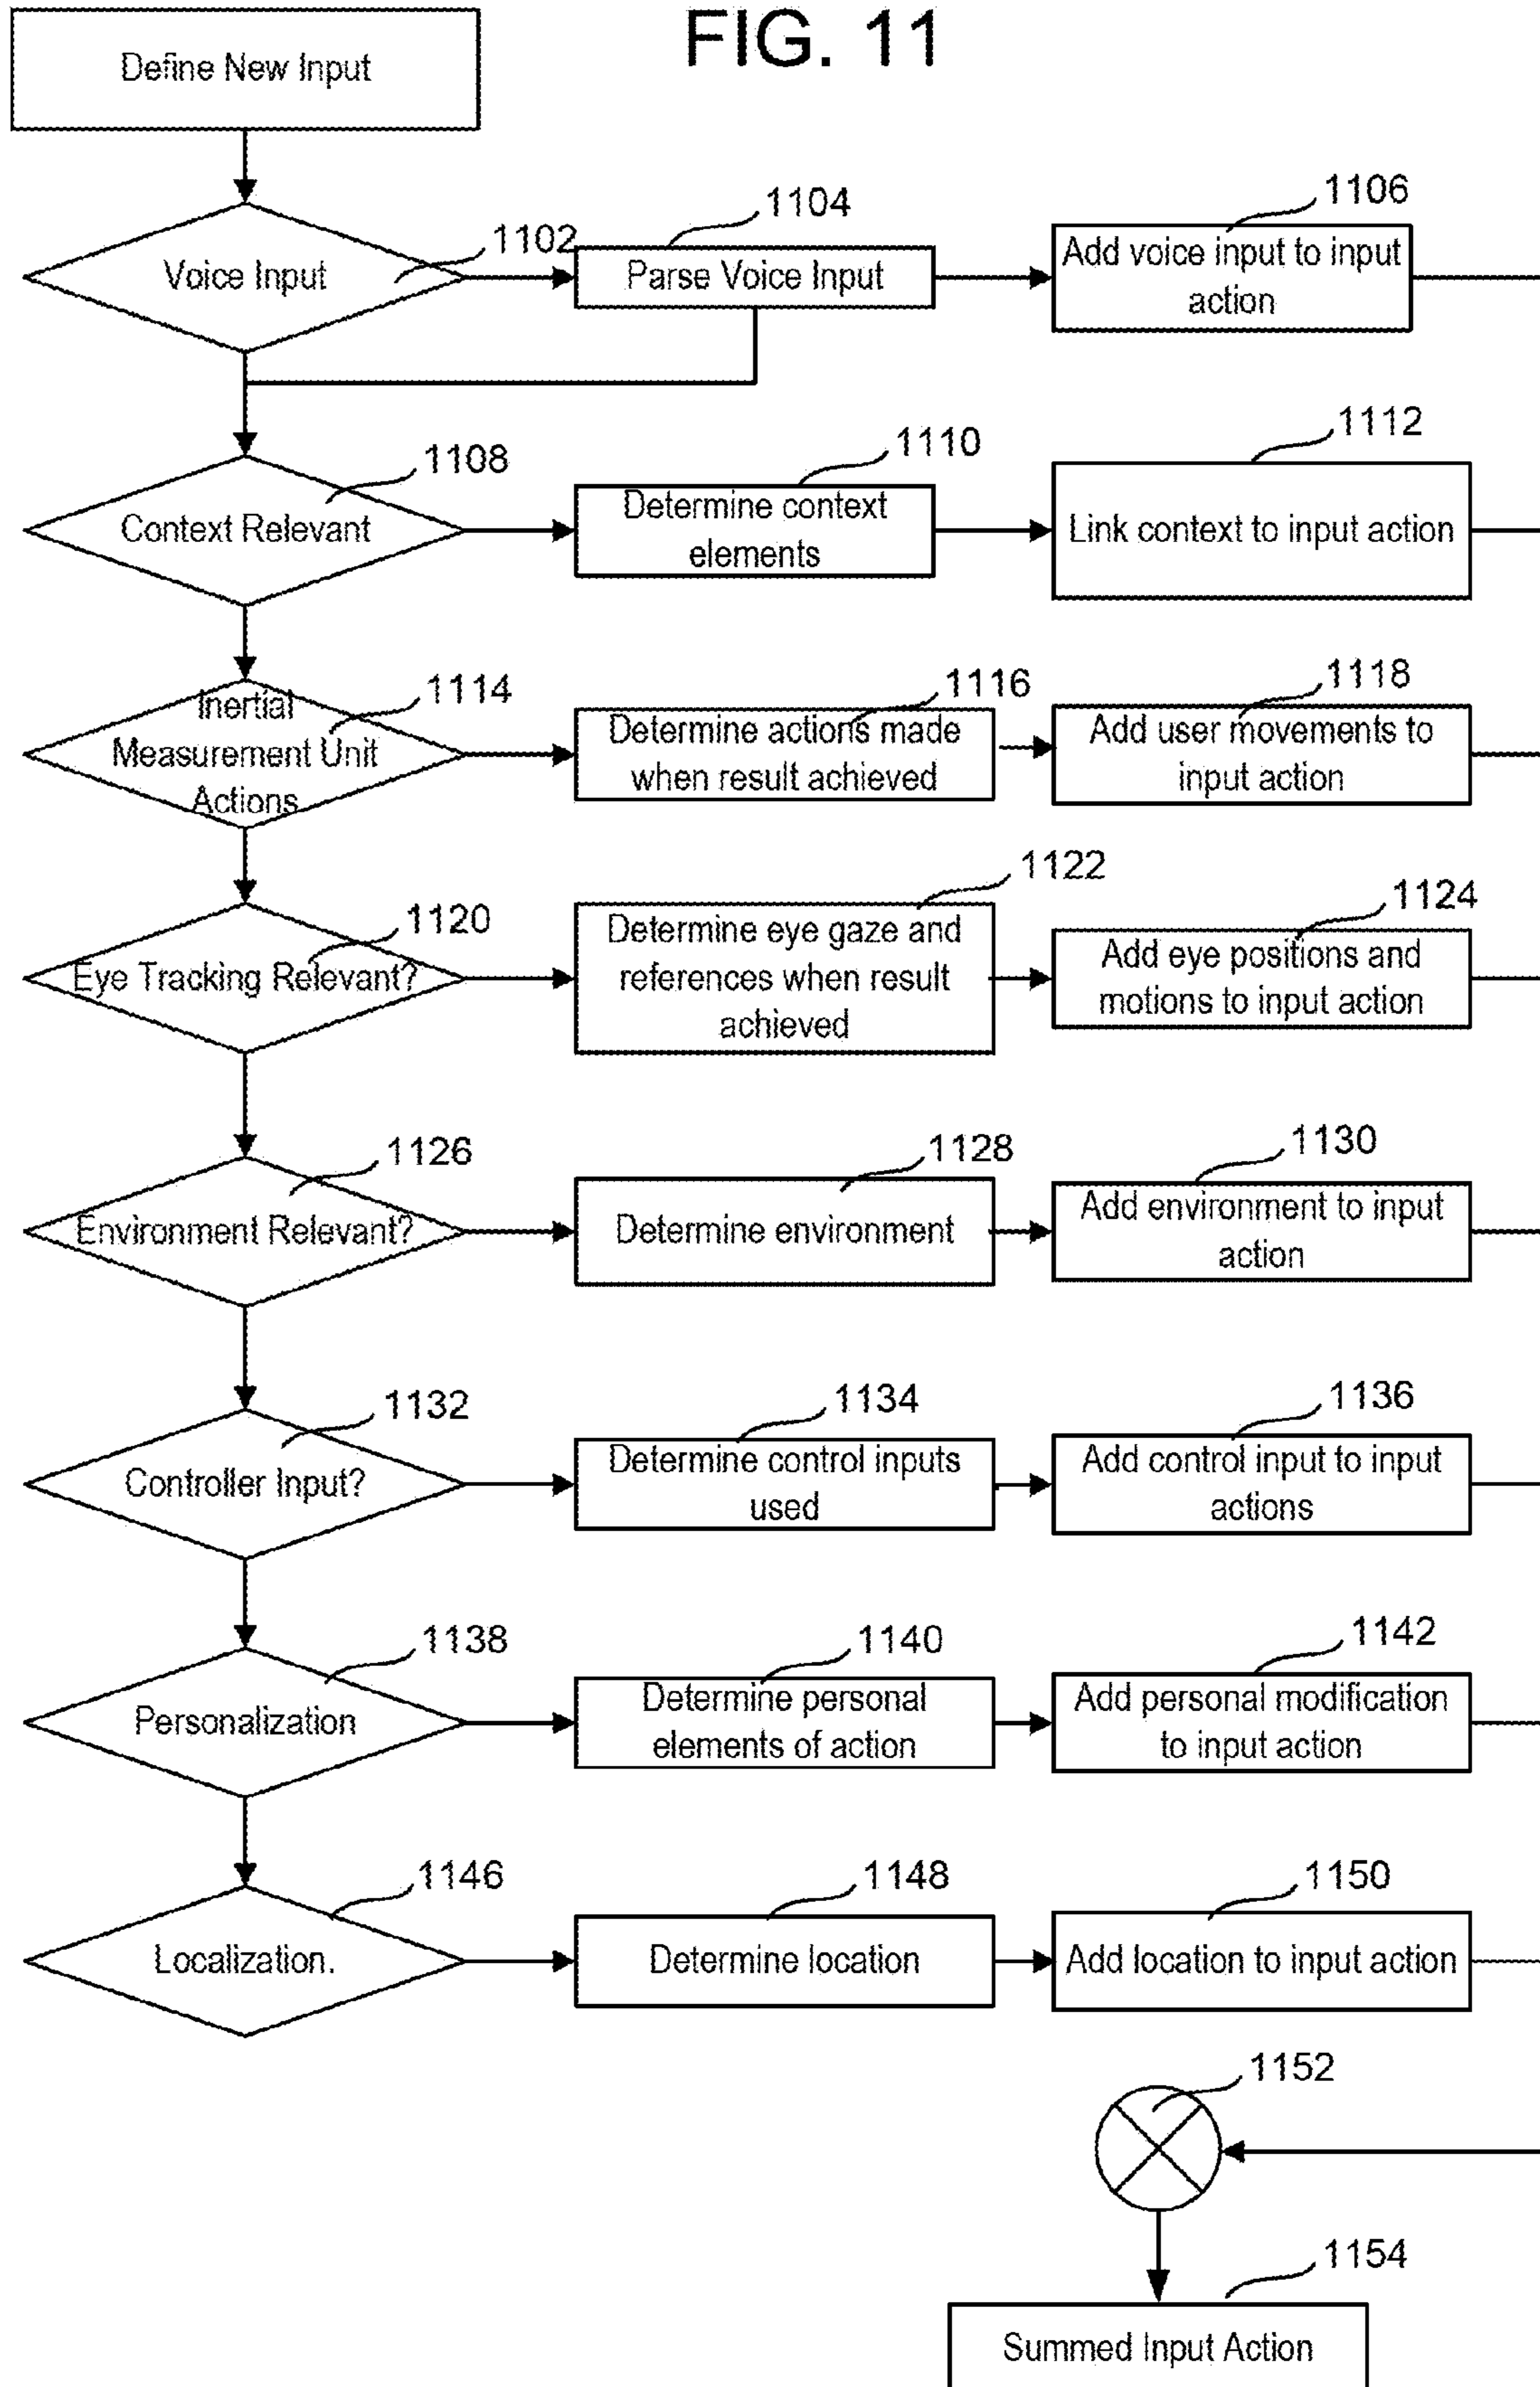 FIG. 11
Define New Input
1102
Voice Input
1104
Parse Voice Input
1106
Add voice input to input
action
1108
Context Relevant
1110
Determine context
elements
1112
Link context to input action
1114
Inertial
Measurement Unit
Actions
1116
Determine actions made
when result achieved
1118
Add user movements to
input action
1120
Eye Tracking Relevant?
1122
Determine eye gaze and
references when result
achieved
1124
Add eye positions and
motions to input action
1126
Environment Relevant?
1128
Determine environment
1130
Add environment to input
action
1132
Controller Input?
1134
Determine control inputs
used
1136
Add control input to input
actions
1138
Personalization
1140
Determine personal
elements of action
1142
Add personal modification
to input action
1146
Localization.
1148
Determine location
1150
Add location to input action
1152
1154
Summed Input Action